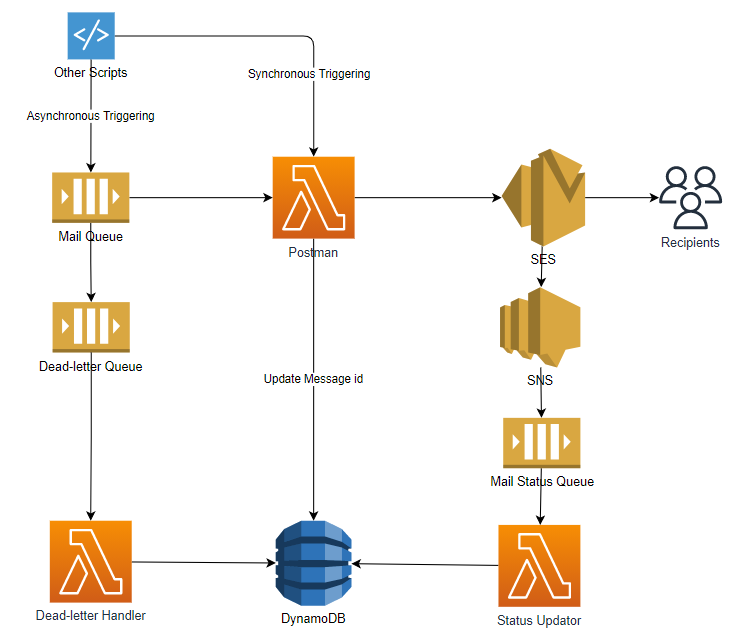 Other Scripts
Synchronous Triggering
Asynchronous Triggering
Mail Queue
Postman
Recipients
SES
Dead-letter Queue
Update Message id
SNS
Mail Status Queue
Dead-letter Handler
DynamoDB
Status Updator